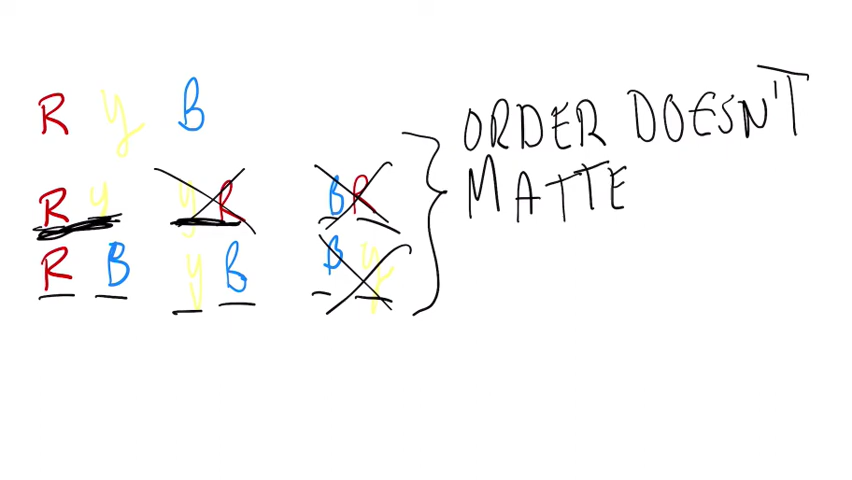 R y B
R y y R B R
R B y B B y
ORDER DOESN'T
MATTE